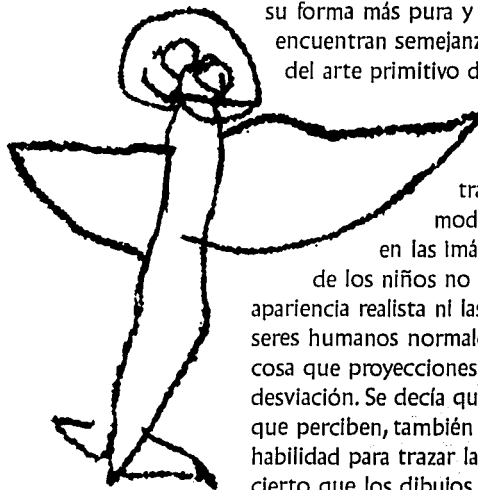 su forma más pura y
encuentran semejanz
del arte primitivo d
tra
mod
en las imá
de los niños no
apariencia realista ni las
seres humanos normal
cosa que proyecciones
desviación. Se decía qu
que perciben, también
habilidad para trazar la
cierto que los dibujos